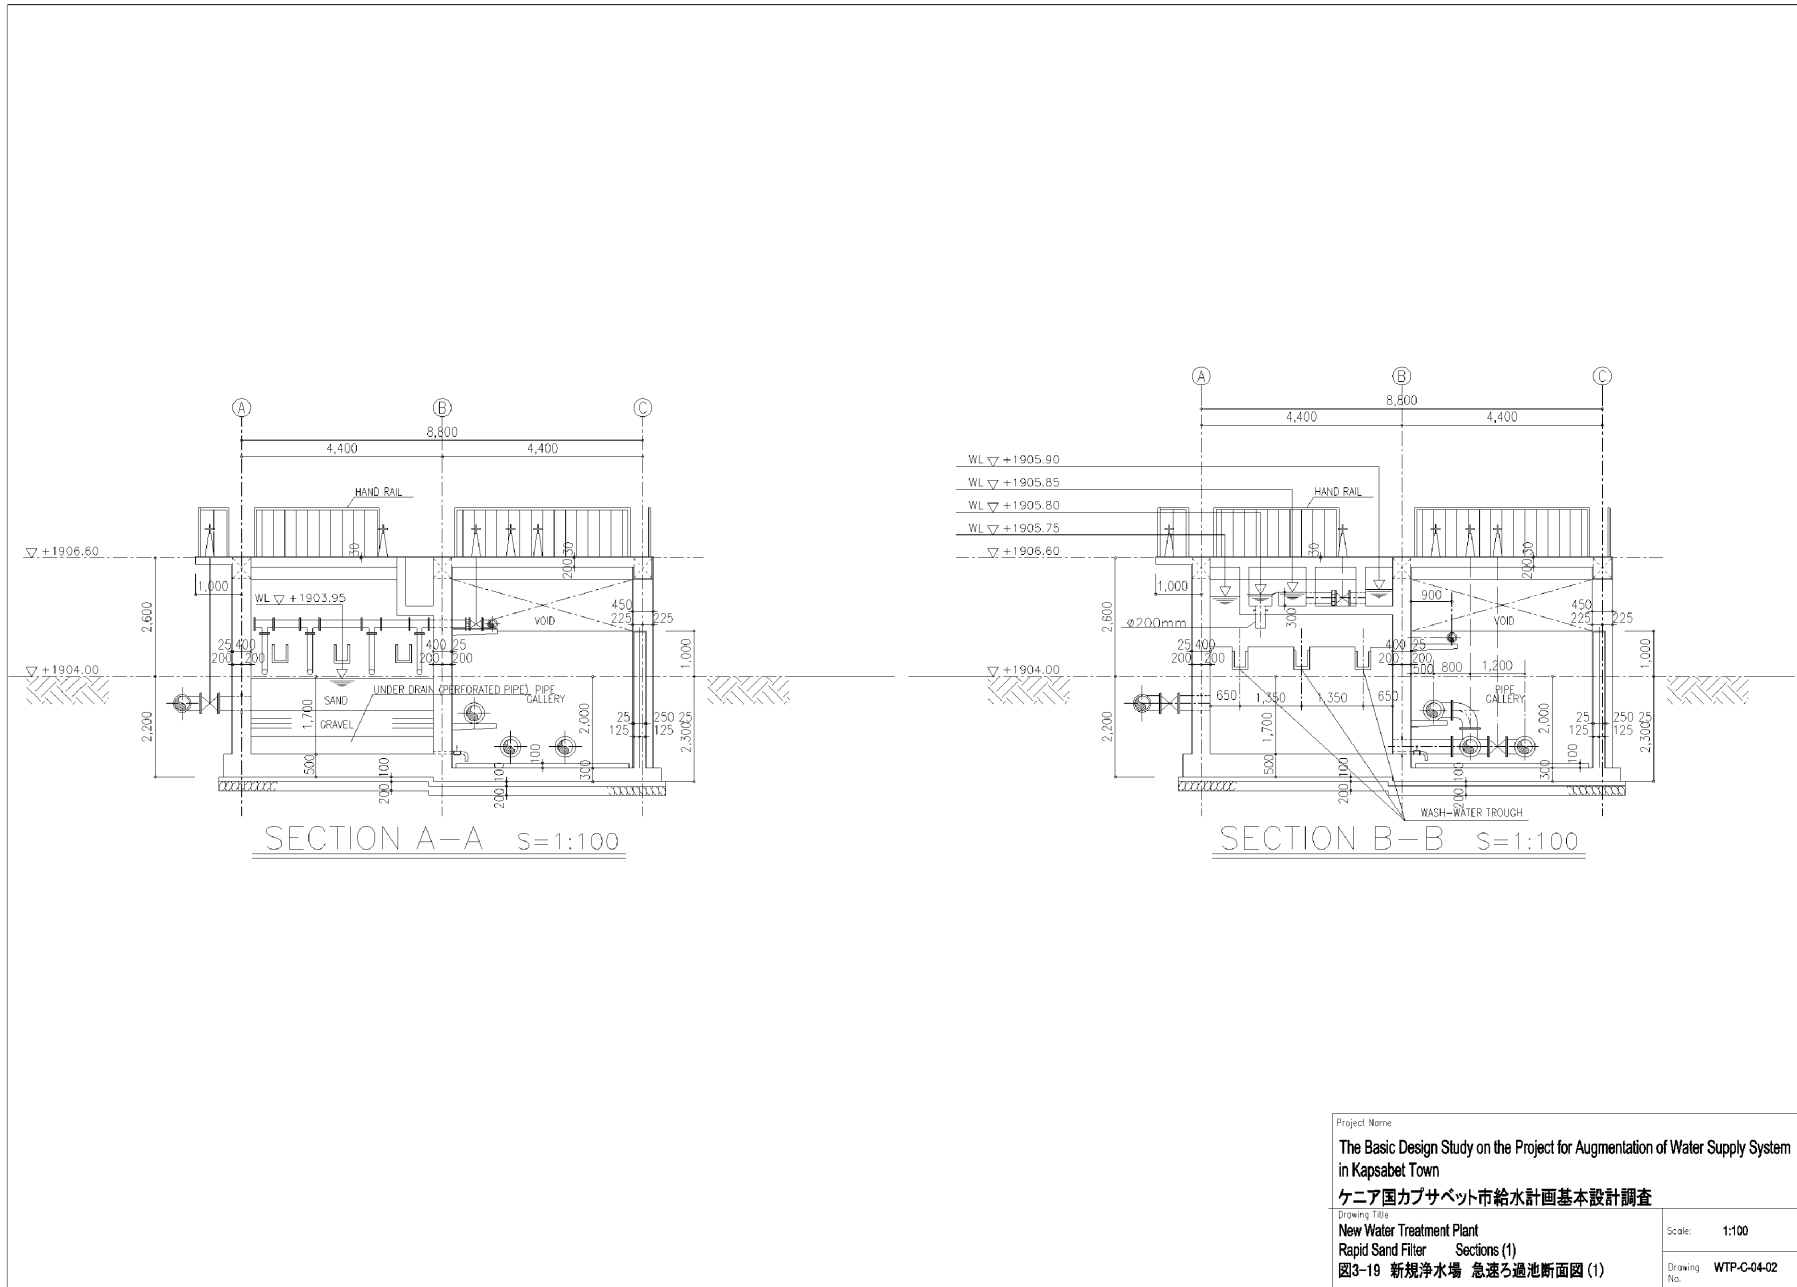 A
B
C
8,800
4,400
4,400
HAND RAIL
▽ +1906.60
30
200
30
1,000
2,600
WL ▽ +1903.95
450
225
225
VOID
25
400
400
25
200
200
200
200
1,000
▽ +1904.00
UNDER DRAIN (PERFORATED PIPE)
PIPE
GALLERY
SAND
1,700
GRAVEL
2,000
25
250
25
125
125
2,200
2,300
500
100
100
100
300
200
200
SECTION A-A S=1:100
A
B
C
8,800
4,400
4,400
WL ▽ +1905.90
WL ▽ +1905.85
WL ▽ +1905.80
WL ▽ +1905.75
▽ +1906.60
HAND RAIL
30
200
30
1,000
2,600
900
450
225
225
300
ø200mm
VOID
25
400
400
25
200
200
200
200
1,000
▽ +1904.00
500
800
1,200
650
1,350
1,350
650
PIPE
GALLERY
1,700
2,000
25
250
25
125
125
2,200
2,300
500
100
100
100
300
200
200
WASH-WATER TROUGH
SECTION B-B S=1:100
Project Name
The Basic Design Study on the Project for Augmentation of Water Supply System
in Kapsabet Town
ケニア国カプサベット市給水計画基本設計調査
Drawing Title
New Water Treatment Plant
Rapid Sand Filter Sections (1)
図3-19 新規浄水場 急速ろ過池断面図 (1)
Scale: 1:100
Drawing No. WTP-C-04-02